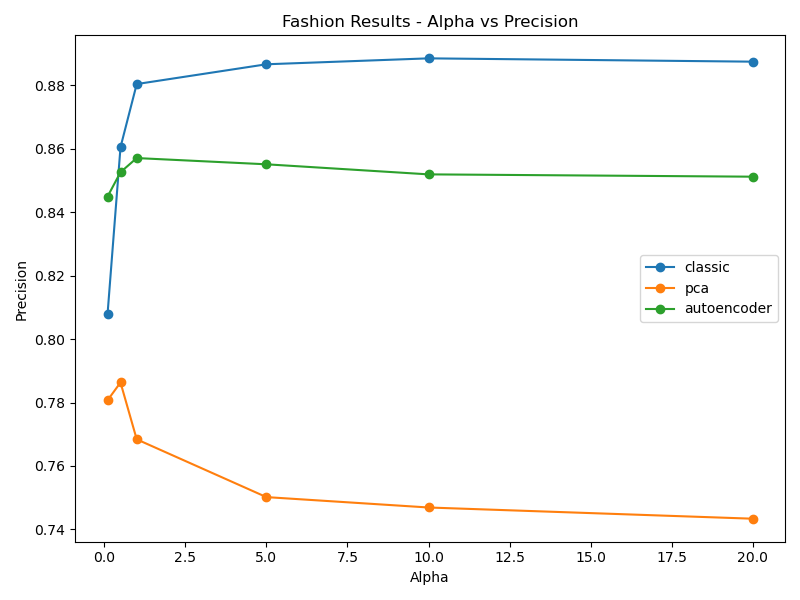 Fashion Results - Alpha vs Precision
Precision
0.88
0.86
0.84
0.82
0.80
0.78
0.76
0.74
classic
pca
autoencoder
0.0 2.5 5.0 7.5 10.0 12.5 15.0 17.5 20.0
Alpha